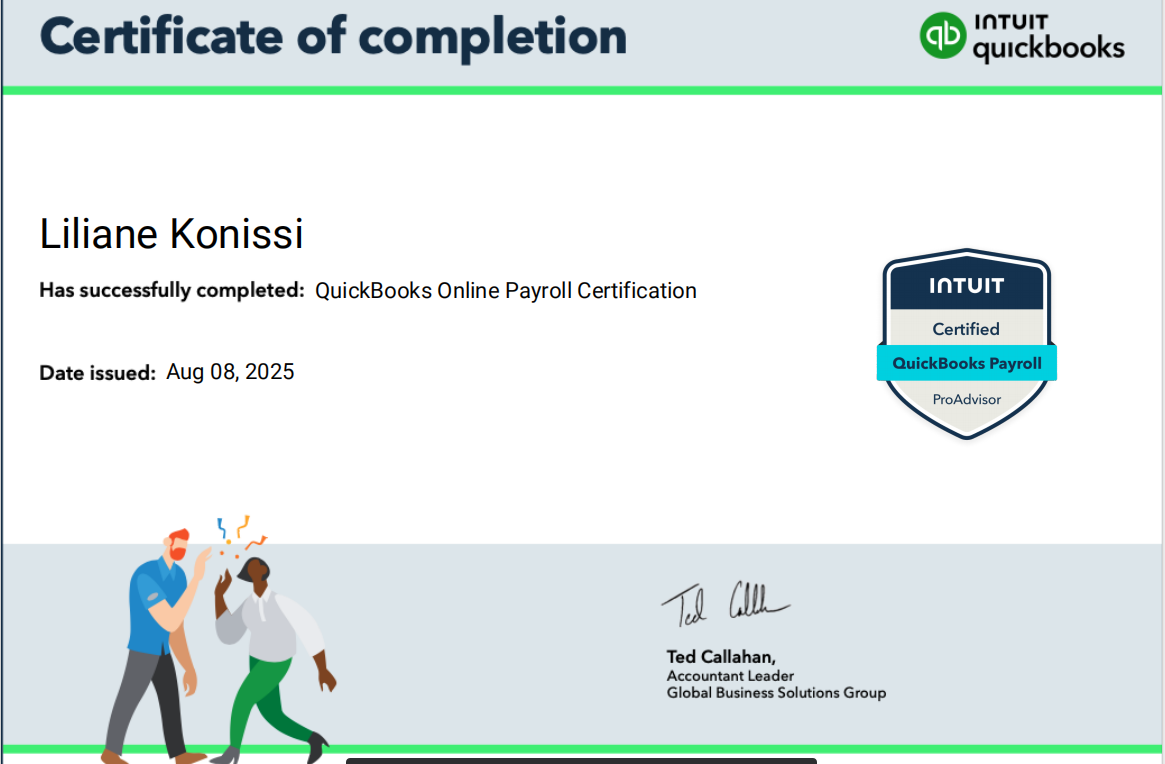 Certificate of completion
INTUIT
quickbooks
qb
Liliane Konissi
Has successfully completed: QuickBooks Online Payroll Certification
Date issued: Aug 08, 2025
INTUIT
Certified
QuickBooks Payroll
ProAdvisor
Ted Callahan
Ted Callahan,
Accountant Leader
Global Business Solutions Group